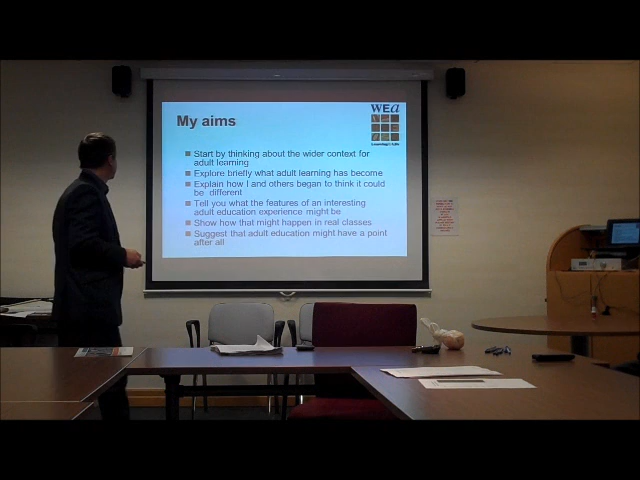 My aims
WEa
Start by thinking about the wider context for
adult learning
Explore briefly what adult learning has become
Explain how I and others began to think it could
be different
Tell you what the features of an interesting
adult education experience might be
Show how that might happen in real classes
Suggest that adult education might have a point
after all